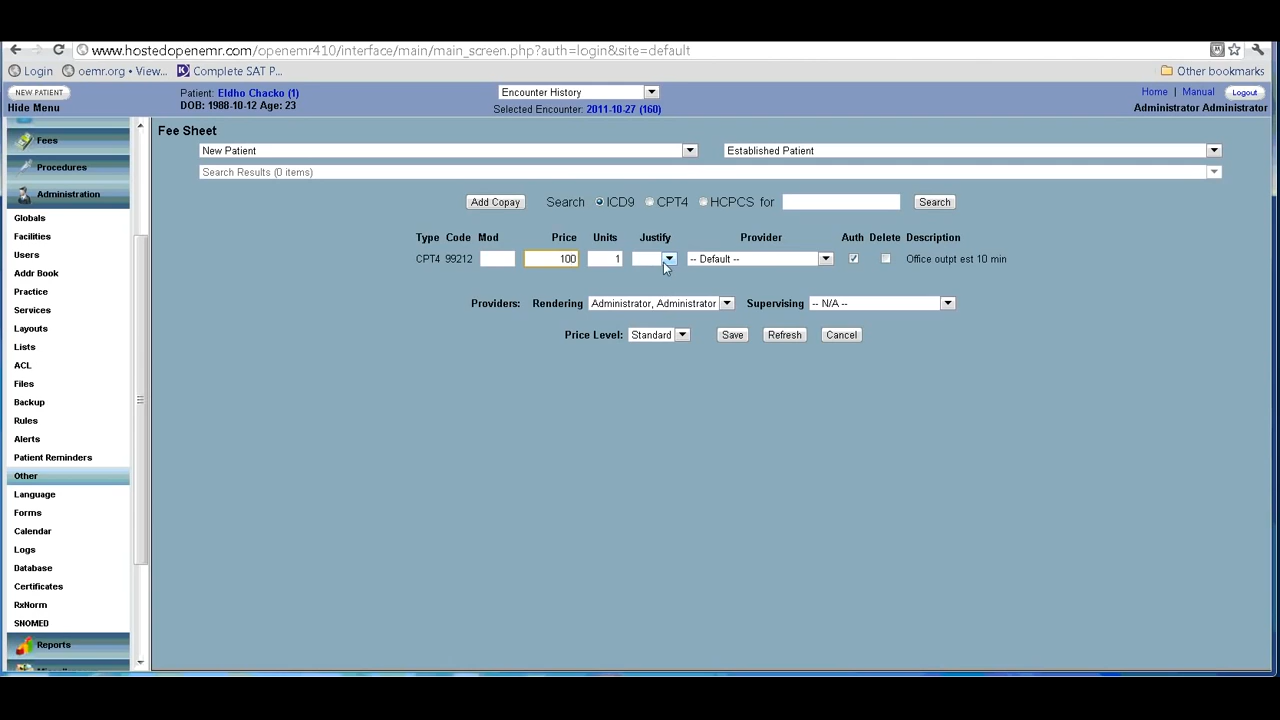 www.hostedopenemr.com/openemr410/interface/main/main_screen.php?auth=login&site=default
Login oemr.org • View... Complete SAT P... Other bookmarks
NEW PATIENT Patient: Eldho Chacko (1) Encounter History Home | Manual Logout
Hide Menu DOB: 1988-10-12 Age: 23 Selected Encounter: 2011-10-27 (160) Administrator Administrator
Fees
Procedures
Administration
Globals
Facilities
Users
Addr Book
Practice
Services
Layouts
Lists
ACL
Files
Backup
Rules
Alerts
Patient Reminders
Other
Language
Forms
Calendar
Logs
Database
Certificates
RxNorm
SNOMED
Reports
Fee Sheet
New Patient Established Patient
Search Results (0 items)
Add Copay Search ICD9 CPT4 HCPCS for Search
Type Code Mod Price Units Justify Provider Auth Delete Description
CPT4 99212 100 1 -- Default -- Office outpt est 10 min
Providers: Rendering Administrator, Administrator Supervising -- N/A --
Price Level: Standard Save Refresh Cancel